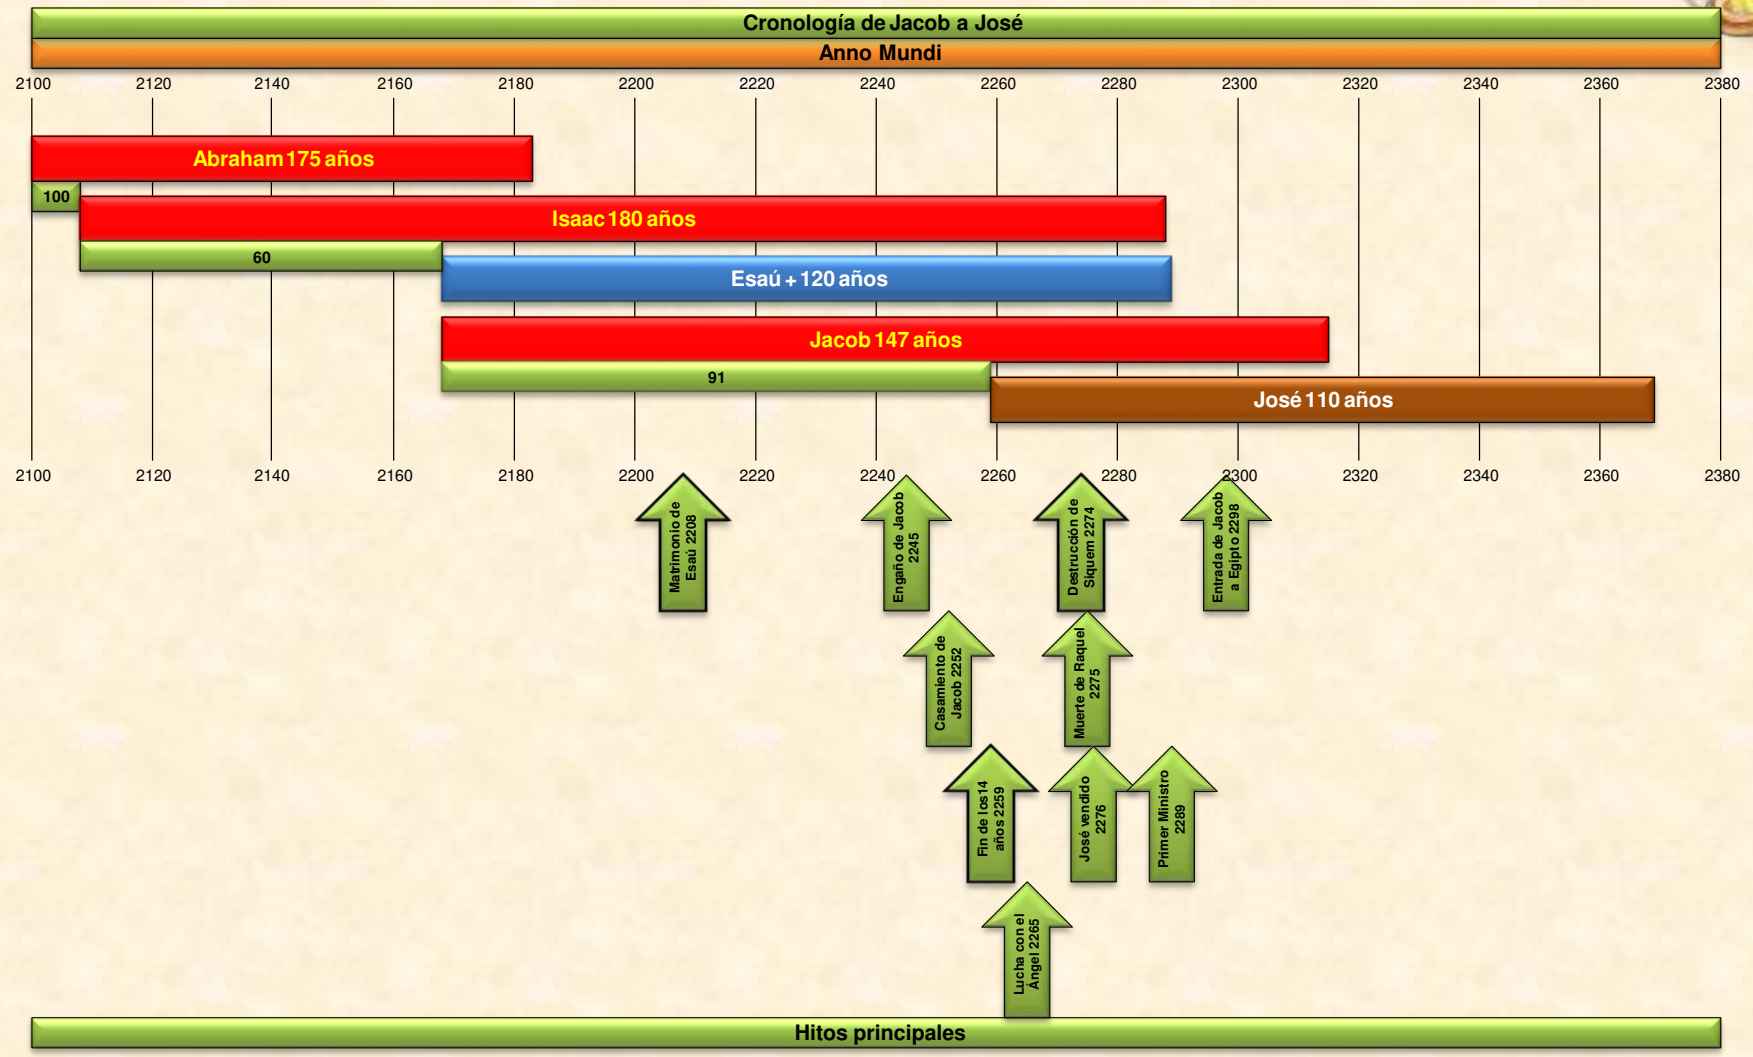 Cronología de Jacob a José
Anno Mundi
2100 2120 2140 2160 2180 2200 2220 2240 2260 2280 2300 2320 2340 2360 2380
Abraham 175 años
100
Isaac 180 años
60
Esaú + 120 años
Jacob 147 años
91
José 110 años
2100 2120 2140 2160 2180 2200 2220 2240 2260 2280 2300 2320 2340 2360 2380
Matrimonio de
Esaú 2208
Engaño de Jacob
2245
Destrucción de
Siquem 2274
Entrada de Jacob
a Egipto 2298
Casamiento de
Jacob 2252
Muerte de Raquel
2275
Fin de los14
años 2259
José vendido
2276
Primer Ministro
2289
Lucha con el
Ángel 2265
Hitos principales